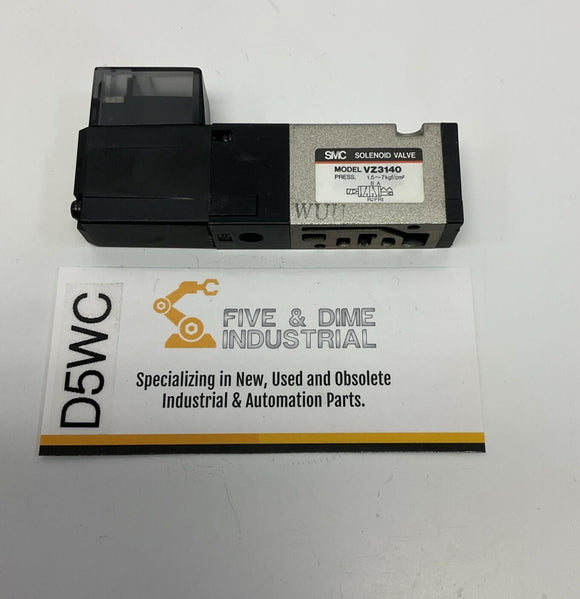 SMC SOLENOID VALVE
MODEL VZ3140
PRESS. 1.5～7kgf/cm²
B A
R2PR1
WUU
D5WC
FIVE & DIME
INDUSTRIAL
Specializing in New, Used and Obsolete
Industrial & Automation Parts.